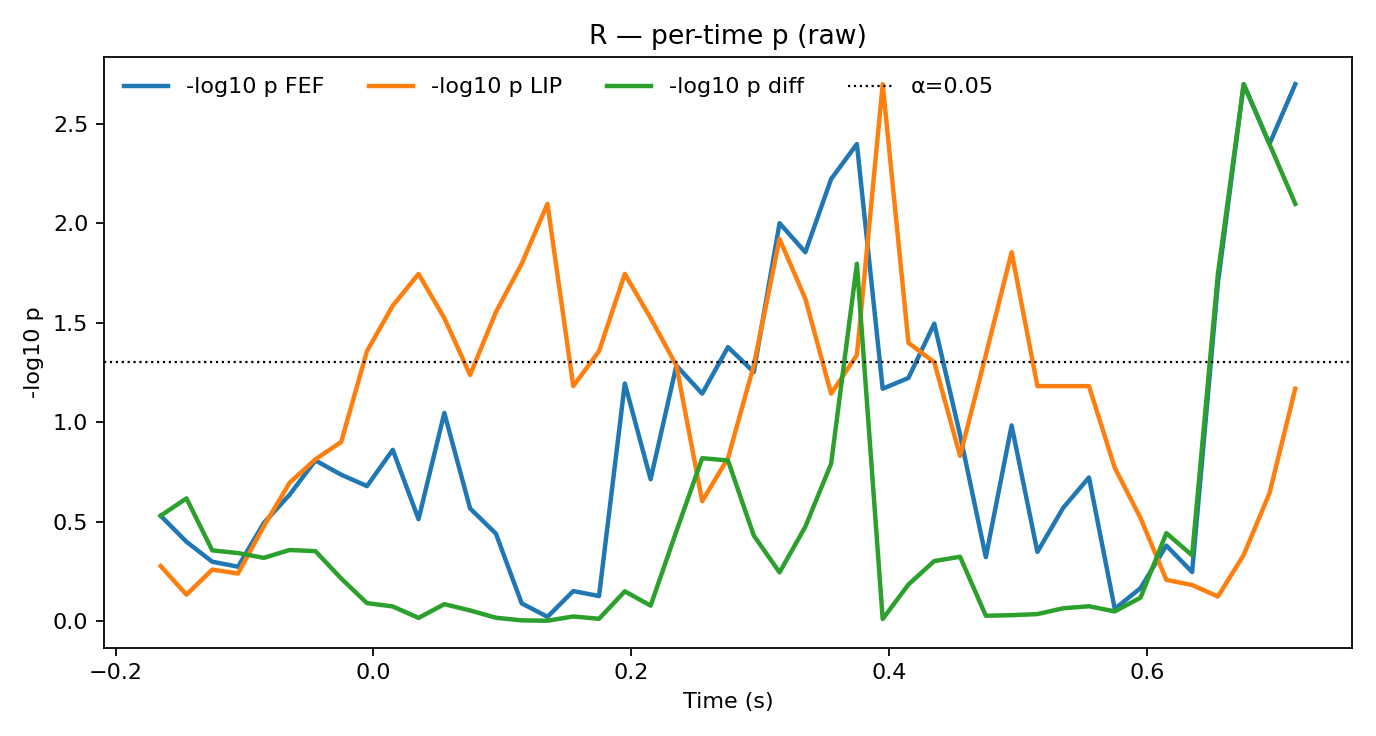 R — per-time p (raw)
-log10 p FEF -log10 p LIP -log10 p diff α=0.05
-log10 p
2.5
2.0
1.5
1.0
0.5
0.0
−0.2 0.0 0.2 0.4 0.6
Time (s)